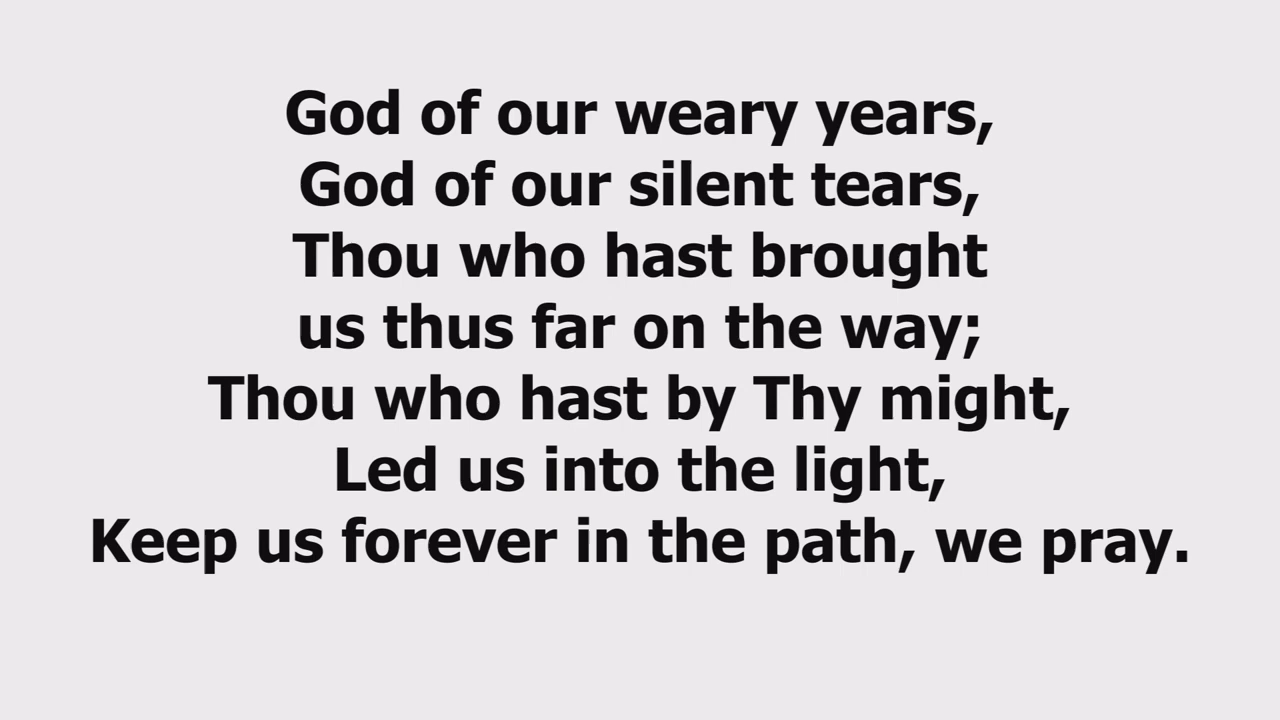 God of our weary years,
God of our silent tears,
Thou who hast brought
us thus far on the way;
Thou who hast by Thy might,
Led us into the light,
Keep us forever in the path, we pray.